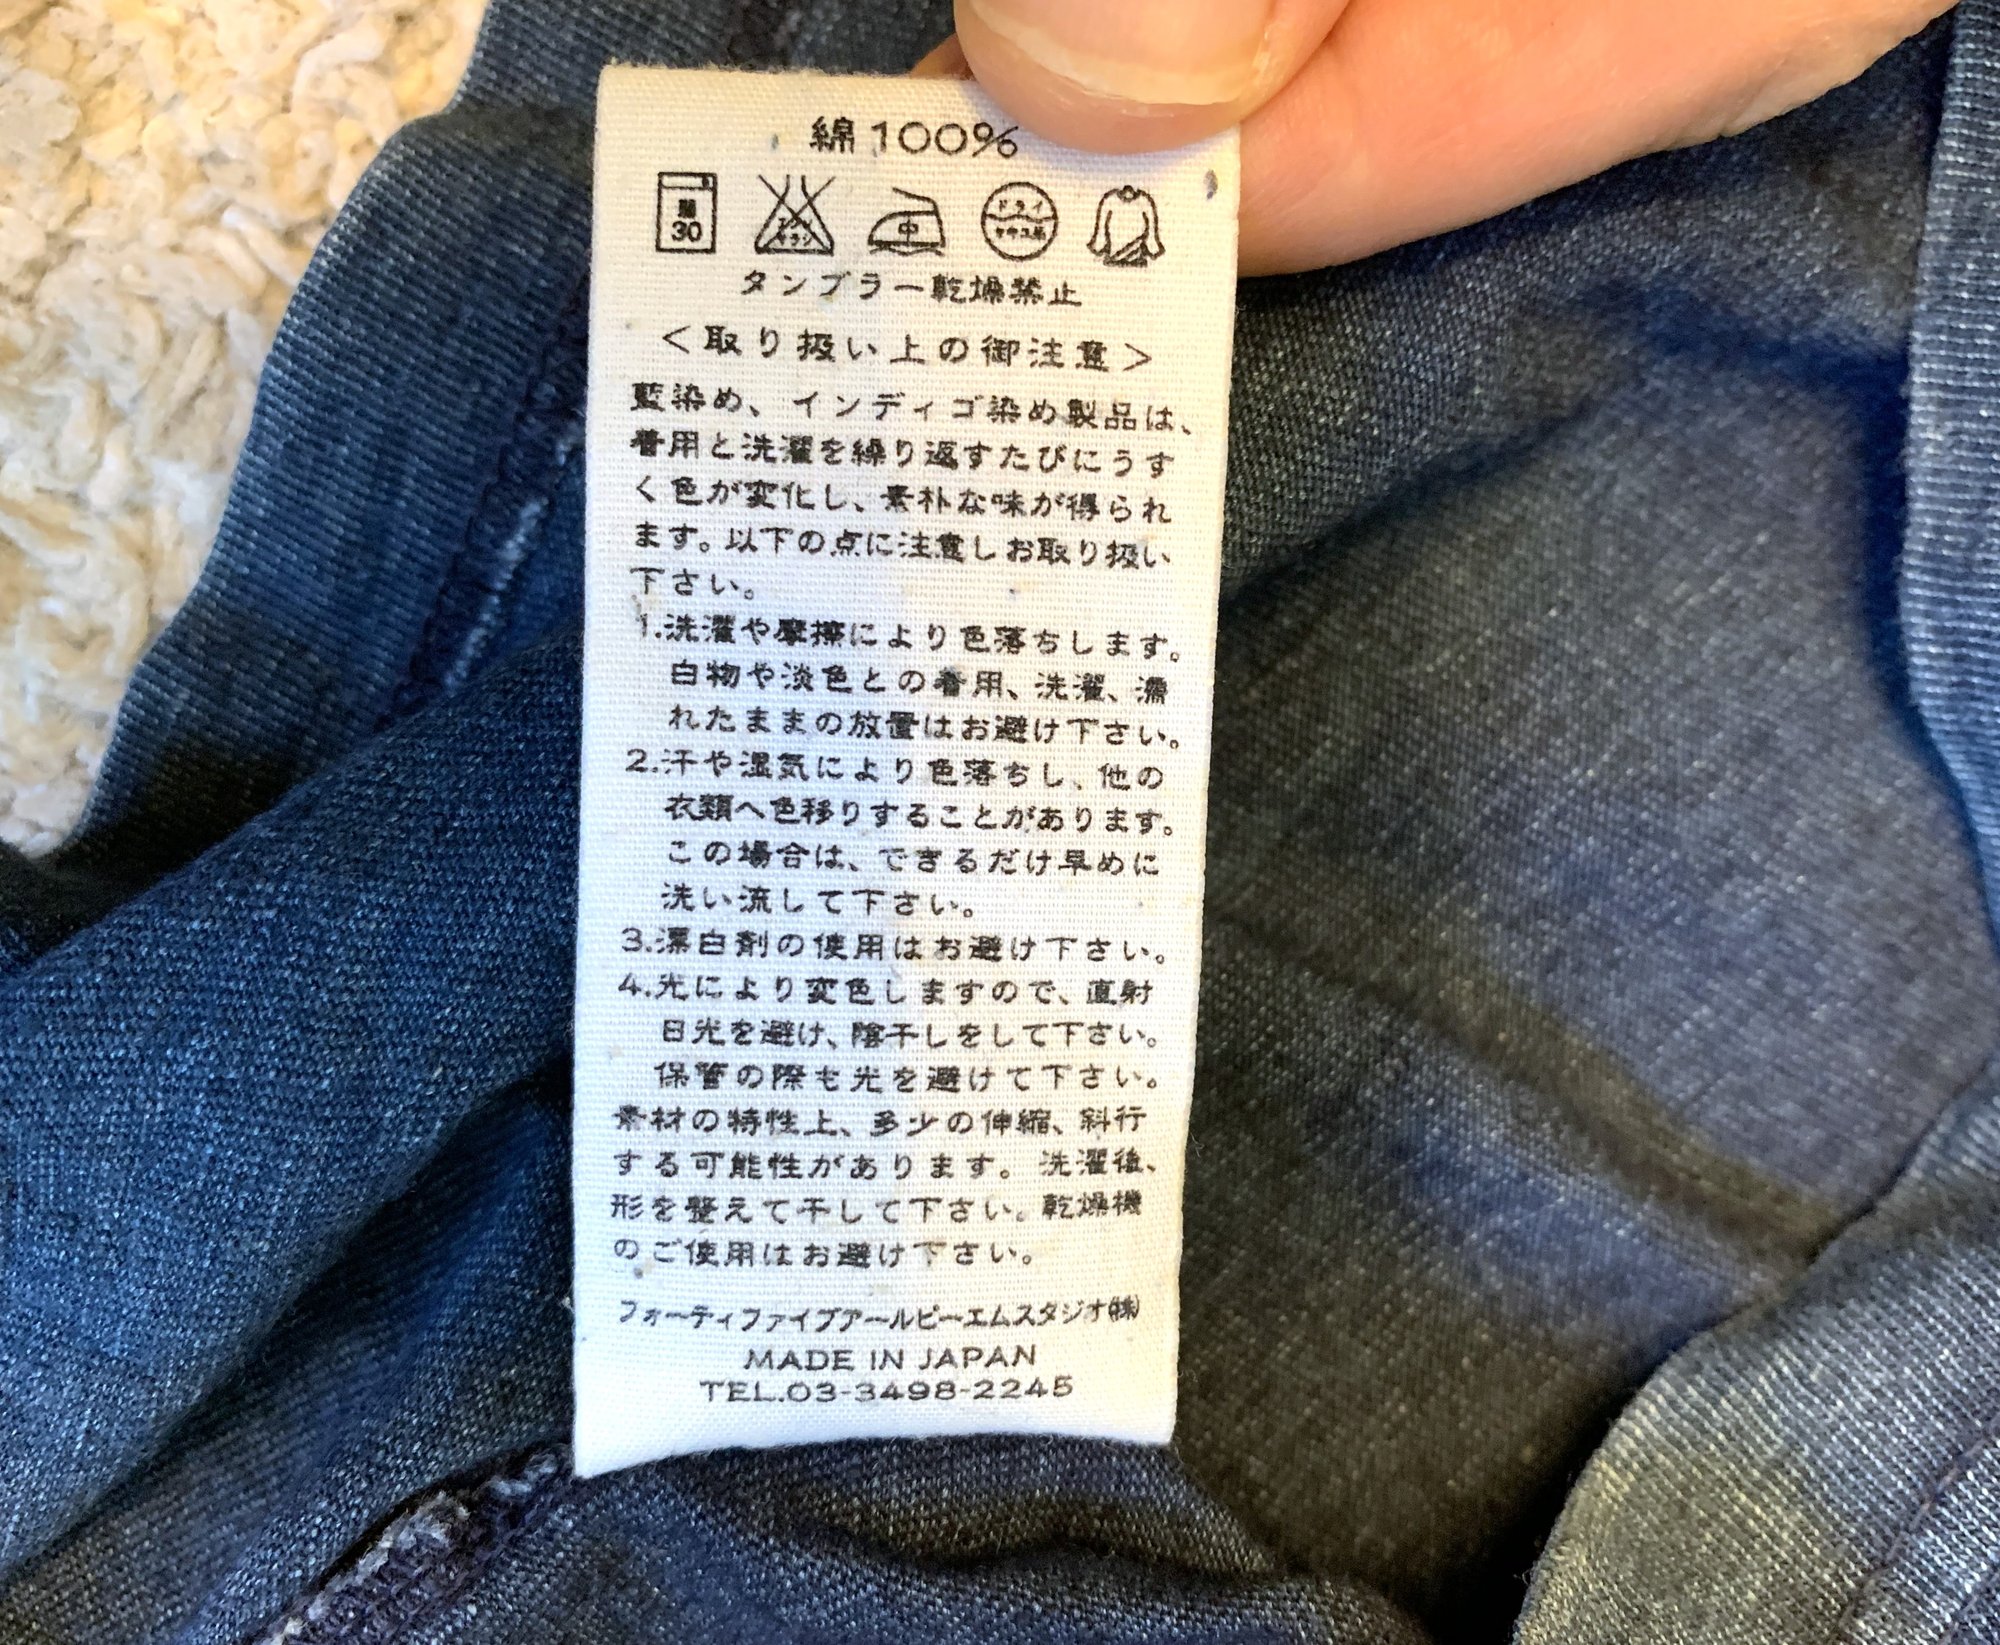 綿100%
30
エンソ
サラシ
中
ドライ
セキユ系
タンブラー乾燥禁止
<取り扱い上の御注意>
藍染め、インディゴ染め製品は、
着用と洗濯を繰り返すたびにうす
く色が変化し、素朴な味が得られ
ます。以下の点に注意しお取り扱い
下さい。
1.洗濯や摩擦により色落ちします。
白物や淡色との着用、洗濯、濡
れたままの放置はお避け下さい。
2.汗や湿気により色落ちし、他の
衣類へ色移りすることがあります。
この場合は、できるだけ早めに
洗い流して下さい。
3.漂白剤の使用はお避け下さい。
4.光により変色しますので、直射
日光を避け、陰干しをして下さい。
保管の際も光を避けて下さい。
素材の特性上、多少の伸縮、斜行
する可能性があります。洗濯後、
形を整えて干して下さい。乾燥機
のご使用はお避け下さい。
フォーティファイブアールピーエムスタジオ㈱
MADE IN JAPAN
TEL.03-3498-2245